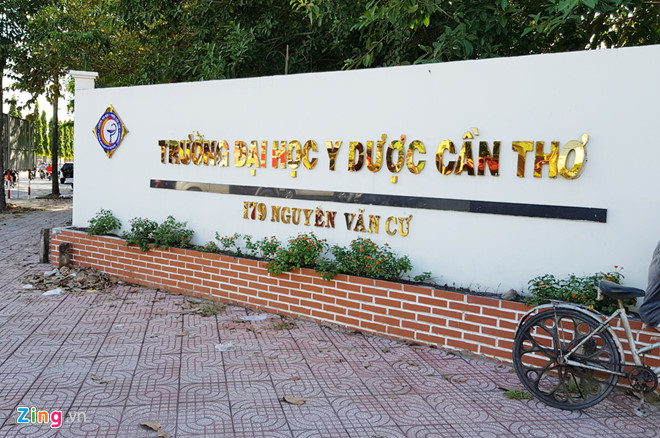 TRƯỜNG ĐẠI HỌC Y DƯỢC CẦN THƠ
179 NGUYỄN VĂN CỪ
Zing.vn